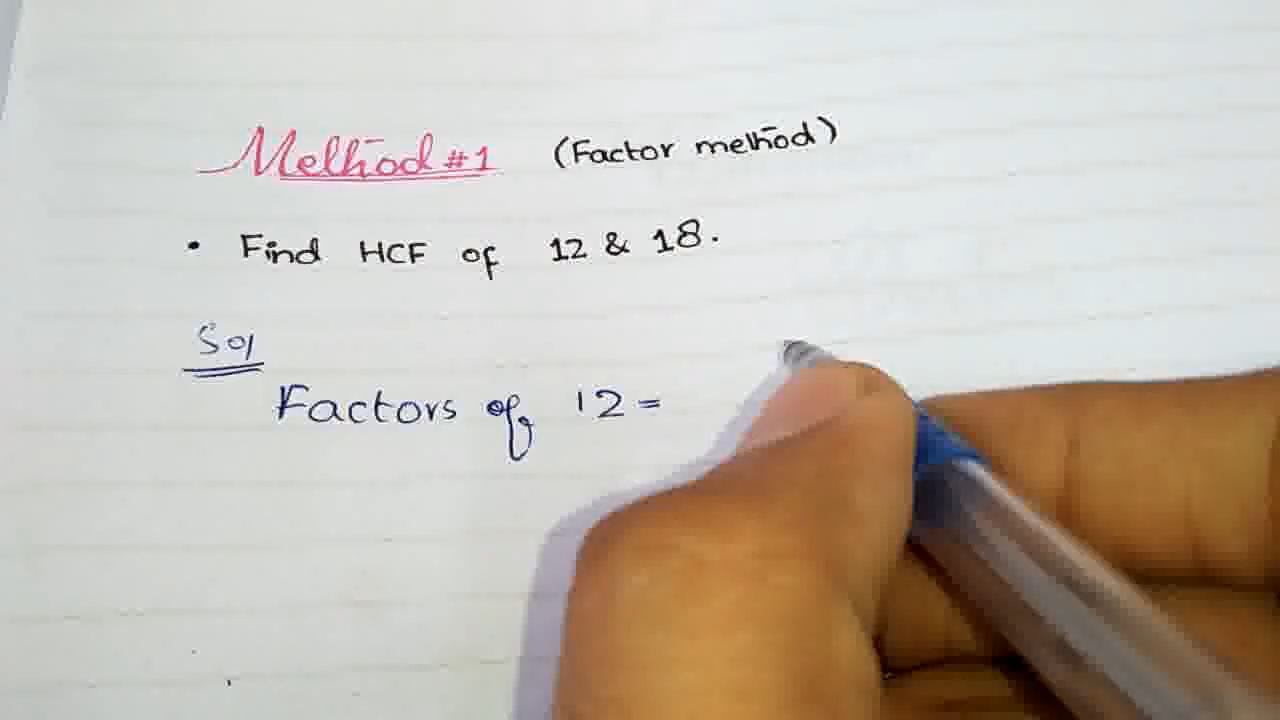 Method #1 (Factor method)
• Find HCF of 12 & 18.
Sol
Factors of 12 =